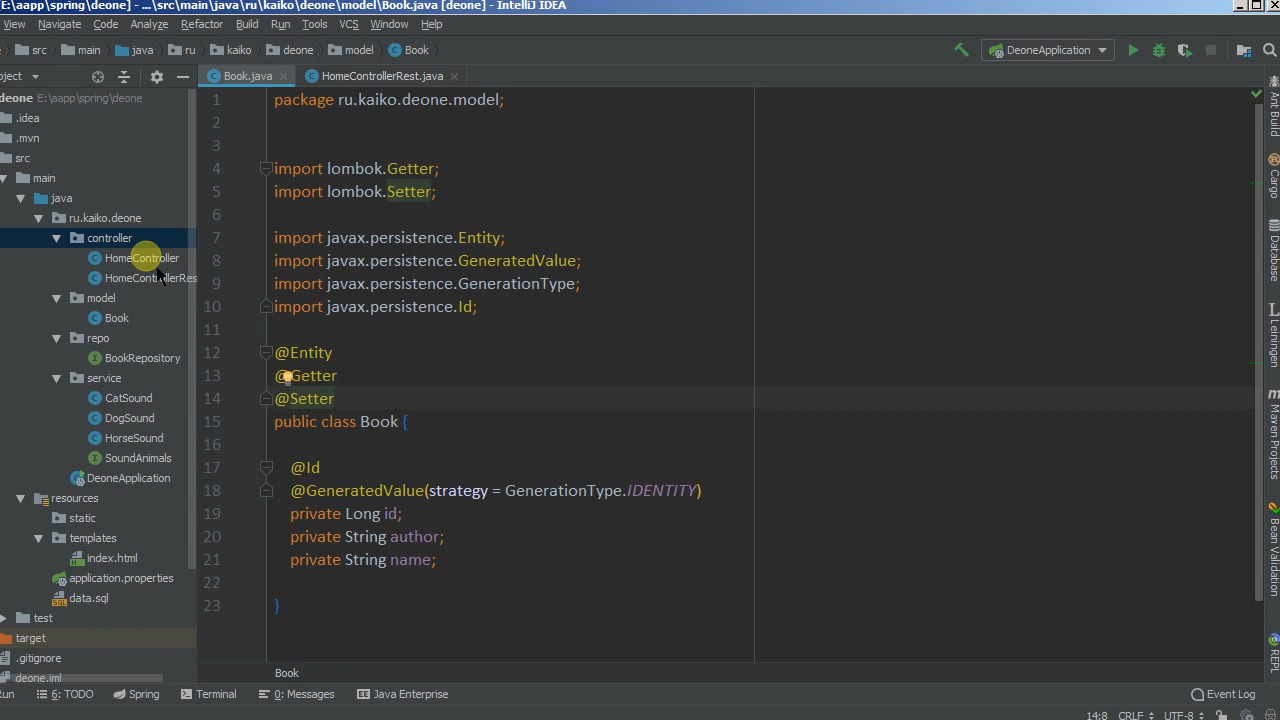 E:\aapp\spring\deone] - ...\src\main\java\ru\kaiko\deone\model\Book.java [deone] - IntelliJ IDEA
View Navigate Code Analyze Refactor Build Run Tools VCS Window Help
src main java ru kaiko deone model Book DeoneApplication
Book.java HomeControllerRest.java
deone E:\aapp\spring\deone
.idea
.mvn
src
main
java
ru.kaiko.deone
controller
HomeController
HomeControllerRes
model
Book
repo
BookRepository
service
CatSound
DogSound
HorseSound
SoundAnimals
DeoneApplication
resources
static
templates
index.html
application.properties
data.sql
test
target
.gitignore
deone.iml
1 package ru.kaiko.deone.model;
2
3
4 import lombok.Getter;
5 import lombok.Setter;
6
7 import javax.persistence.Entity;
8 import javax.persistence.GeneratedValue;
9 import javax.persistence.GenerationType;
10 import javax.persistence.Id;
11
12 @Entity
13 @Getter
14 @Setter
15 public class Book {
16
17 @Id
18 @GeneratedValue(strategy = GenerationType.IDENTITY)
19 private Long id;
20 private String author;
21 private String name;
22
23 }
Book
Ant Build
Cargo
Database
Leiningen
Maven Projects
Bean Validation
REPL
6: TODO Spring Terminal 0: Messages Java Enterprise Event Log
14:8 CRLF UTF-8